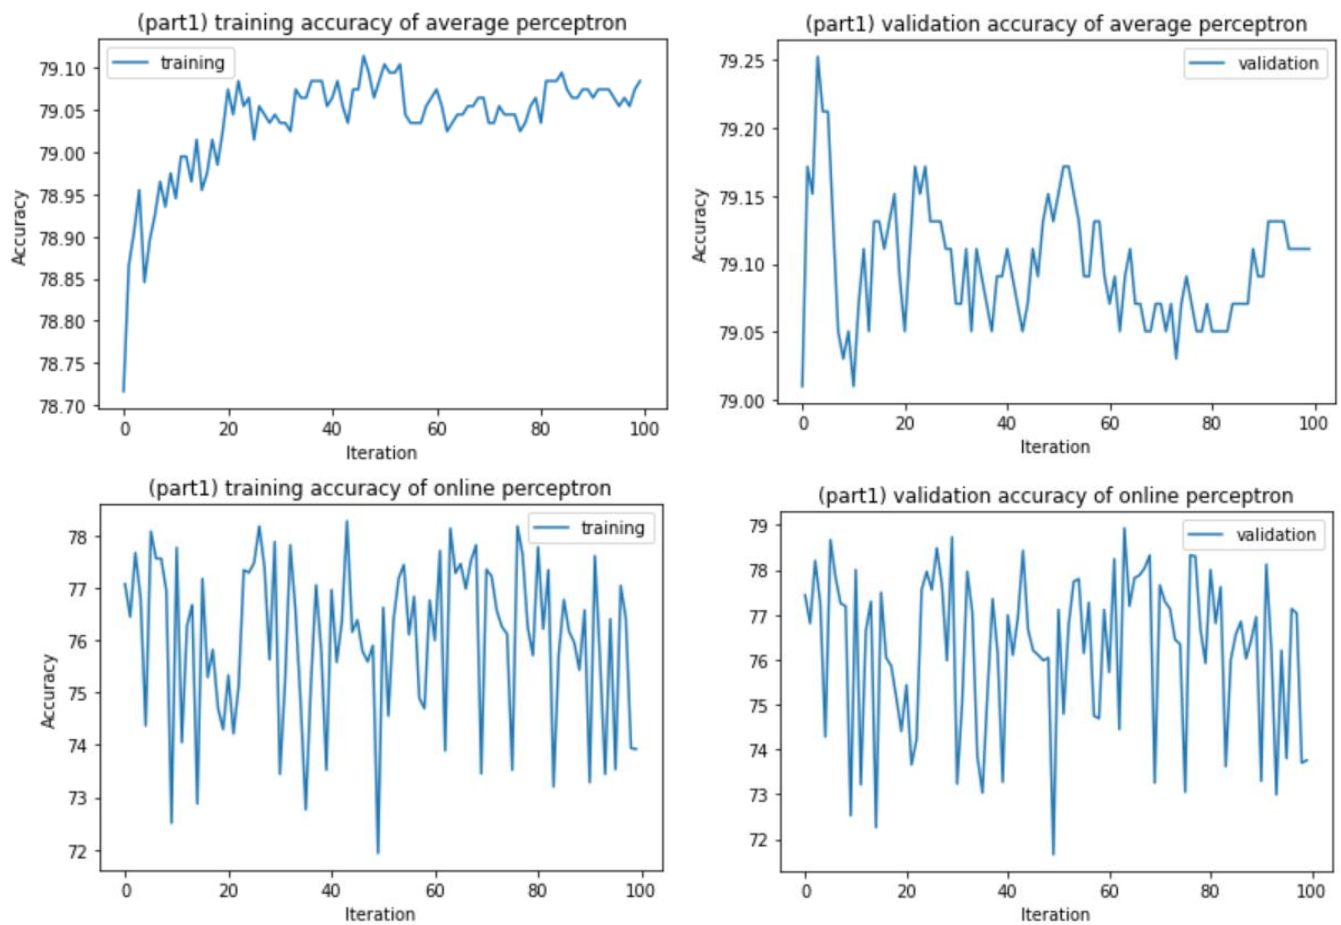 (part1) training accuracy of average perceptron
training
79.10
79.05
79.00
78.95
78.90
78.85
78.80
78.75
78.70
Accuracy
0 20 40 60 80 100
Iteration
(part1) validation accuracy of average perceptron
validation
79.25
79.20
79.15
79.10
79.05
79.00
Accuracy
0 20 40 60 80 100
Iteration
(part1) training accuracy of online perceptron
training
78
77
76
75
74
73
72
Accuracy
0 20 40 60 80 100
Iteration
(part1) validation accuracy of online perceptron
validation
79
78
77
76
75
74
73
72
0 20 40 60 80 100
Iteration